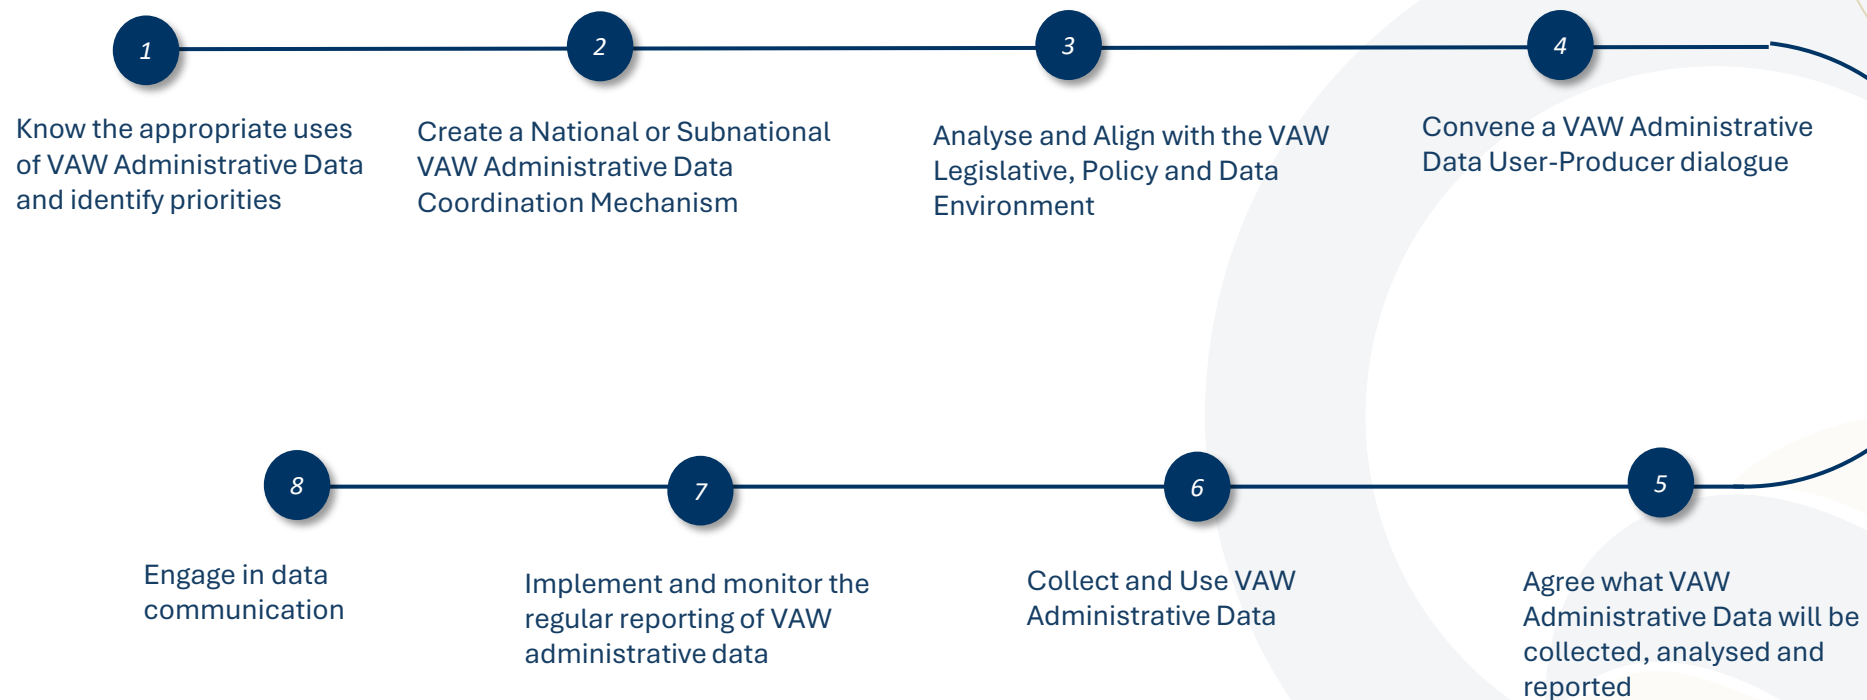 1
Know the appropriate uses
of VAW Administrative Data
and identify priorities
2
Create a National or Subnational
VAW Administrative Data
Coordination Mechanism
3
Analyse and Align with the VAW
Legislative, Policy and Data
Environment
4
Convene a VAW Administrative
Data User-Producer dialogue
5
Agree what VAW
Administrative Data will be
collected, analysed and
reported
6
Collect and Use VAW
Administrative Data
7
Implement and monitor the
regular reporting of VAW
administrative data
8
Engage in data
communication